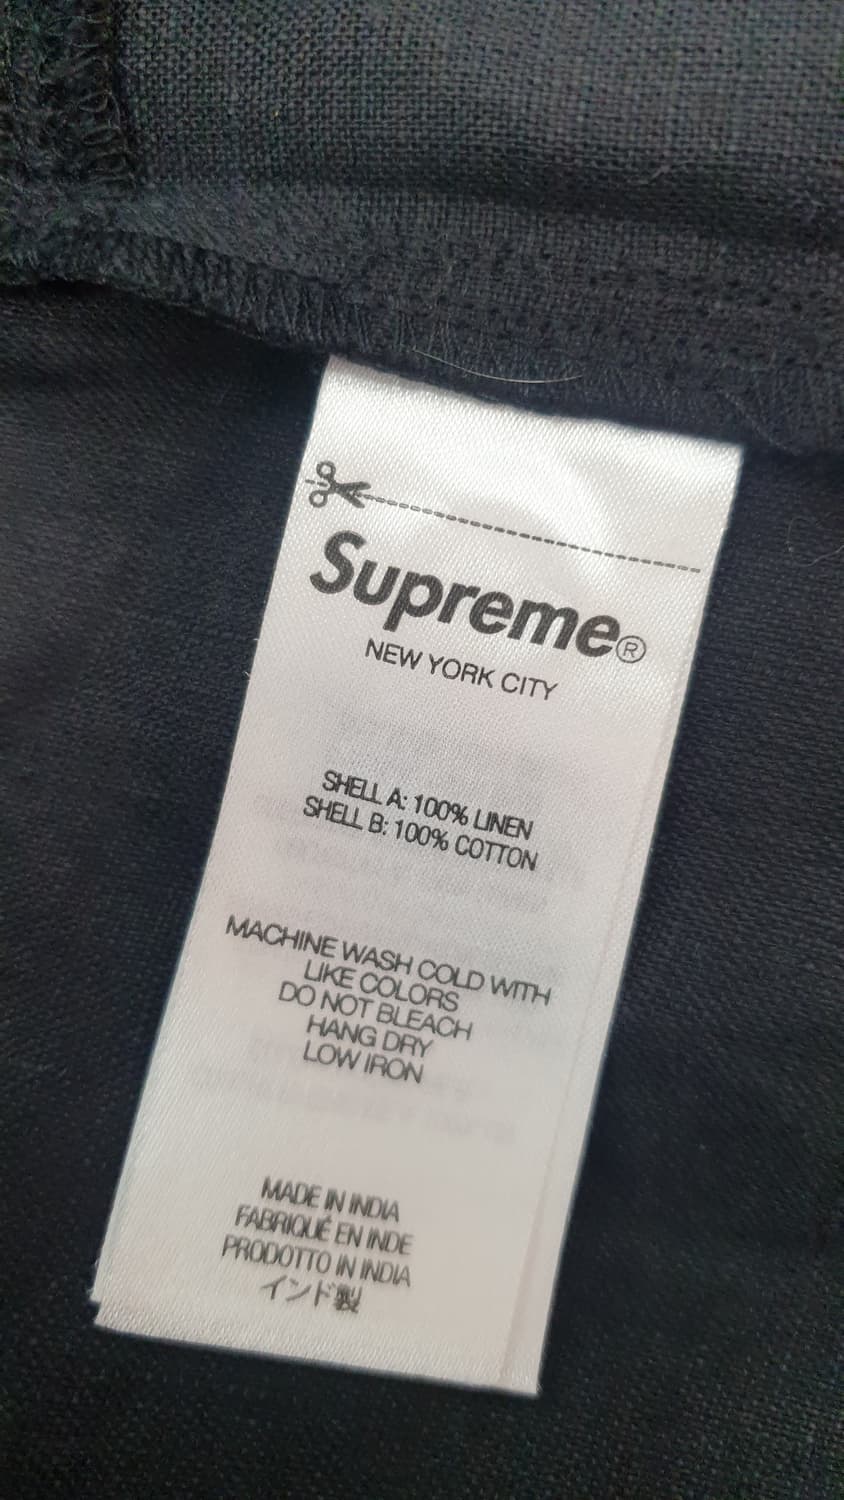 Supreme®
NEW YORK CITY
SHELL A: 100% LINEN
SHELL B: 100% COTTON
MACHINE WASH COLD WITH
LIKE COLORS
DO NOT BLEACH
HANG DRY
LOW IRON
MADE IN INDIA
FABRIQUÉ EN INDE
PRODOTTO IN INDIA
インド製